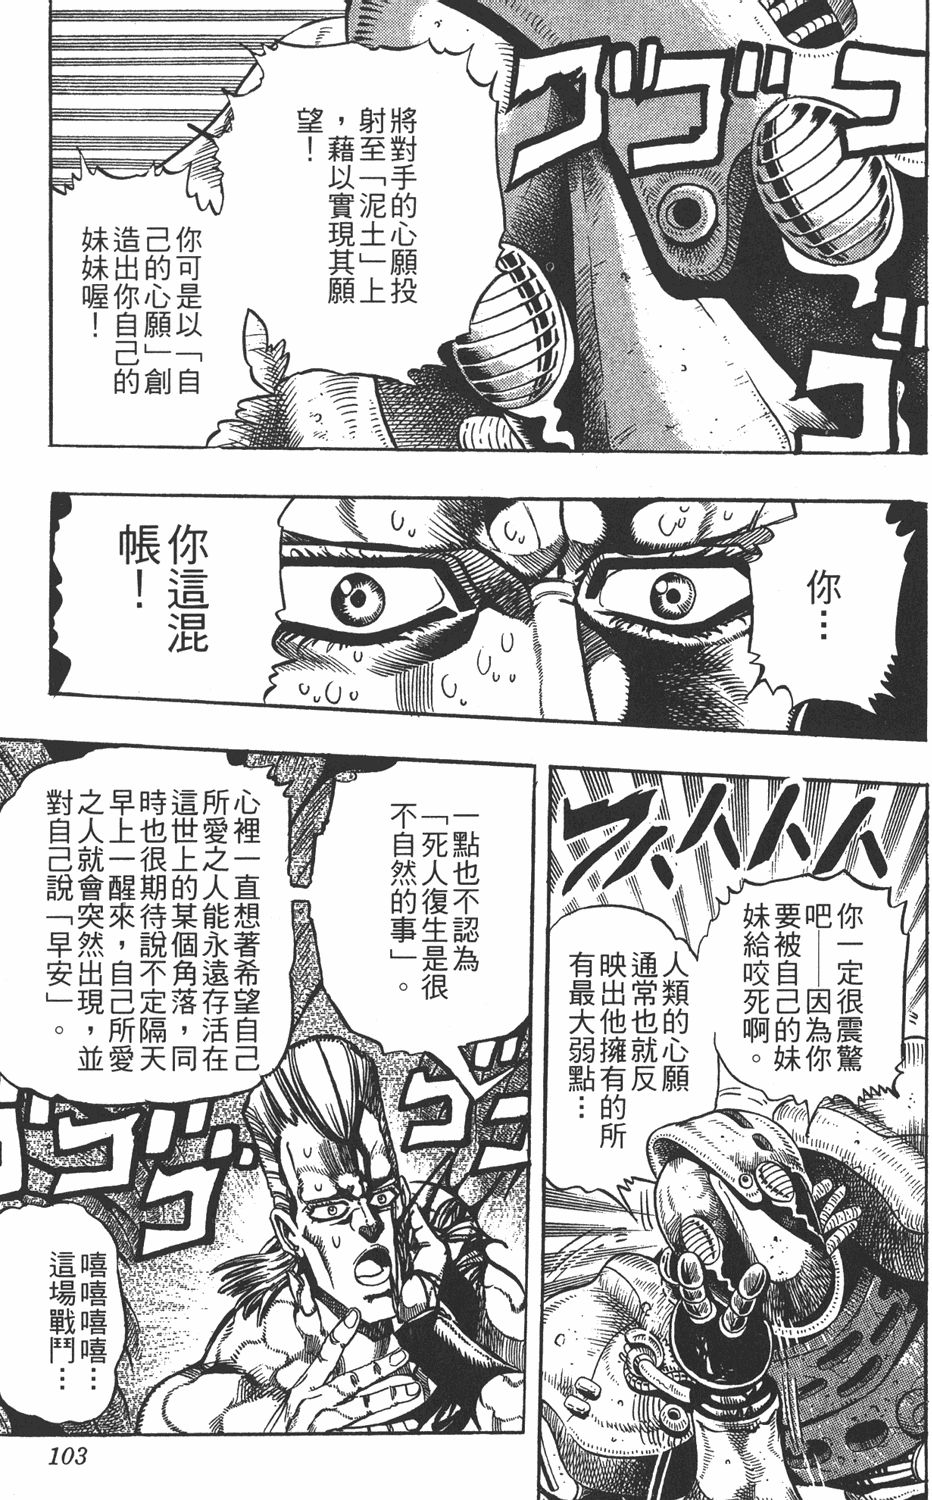 ゴゴゴゴ
將對手的心願投
射至「泥土」上
，藉以實現其願
望！
你可是以「自
己的心願」創
造出你自己的
妹妹喔！
你…
你這混
帳！
你一定很震驚
吧——因為你
要被自己的妹
妹給咬死啊。
人類的心願
通常也就反
映出他擁有的所
有最大弱點…
一點也不認為
「死人復生是很
不自然的事」。
心裡一直想著希望自己
所愛之人能永遠存活在
這世上的某個角落，同
時也很期待說不定隔天
早上一醒來，自己所愛
之人就會突然出現，並
對自己說「早安」。
ゴゴゴゴ
嘻嘻嘻嘻…
這場戰鬥…
103